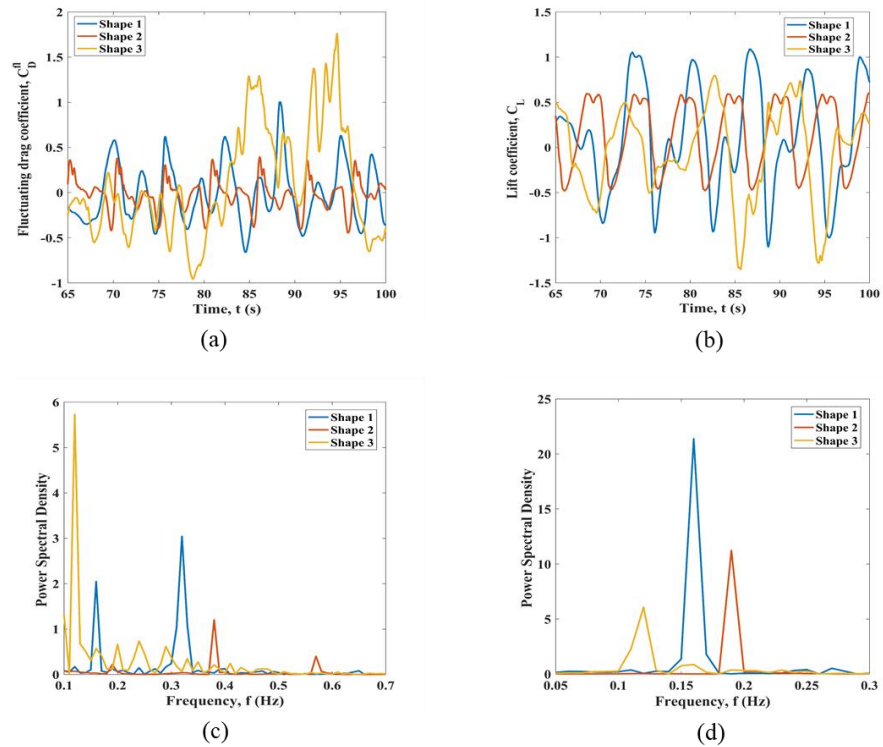 Fluctuating drag coefficient, C_D^fl
2
1.5
1
0.5
0
-0.5
-1
65 70 75 80 85 90 95 100
Time, t (s)
Shape 1
Shape 2
Shape 3
(a)
Lift coefficient, C_L
1.5
1
0.5
0
-0.5
-1
-1.5
65 70 75 80 85 90 95 100
Time, t (s)
Shape 1
Shape 2
Shape 3
(b)
Power Spectral Density
6
5
4
3
2
1
0
0.1 0.2 0.3 0.4 0.5 0.6 0.7
Frequency, f (Hz)
Shape 1
Shape 2
Shape 3
(c)
Power Spectral Density
25
20
15
10
5
0
0.05 0.1 0.15 0.2 0.25 0.3
Frequency, f (Hz)
Shape 1
Shape 2
Shape 3
(d)